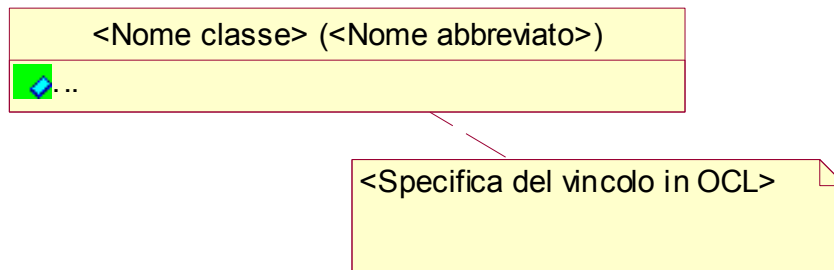 <Nome classe> (<Nome abbreviato>)
...
<Specifica del vincolo in OCL>